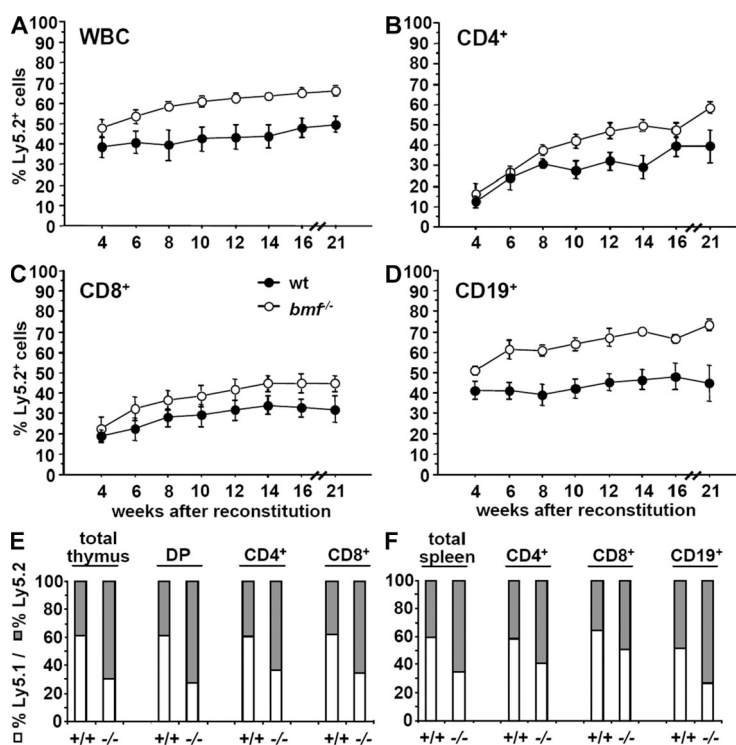 A
WBC
% Ly5.2+ cells
100
90
80
70
60
50
40
30
20
10
0
4 6 8 10 12 14 16 21
B
CD4+
100
90
80
70
60
50
40
30
20
10
0
4 6 8 10 12 14 16 21
C
CD8+
wt
bmf-/-
% Ly5.2+ cells
100
90
80
70
60
50
40
30
20
10
0
4 6 8 10 12 14 16 21
weeks after reconstitution
D
CD19+
100
90
80
70
60
50
40
30
20
10
0
4 6 8 10 12 14 16 21
weeks after reconstitution
E
total
thymus
DP
CD4+
CD8+
% Ly5.1 / % Ly5.2
100
80
60
40
20
0
+/+ -/- +/+ -/- +/+ -/- +/+ -/-
F
total
spleen
CD4+
CD8+
CD19+
100
80
60
40
20
0
+/+ -/- +/+ -/- +/+ -/- +/+ -/-